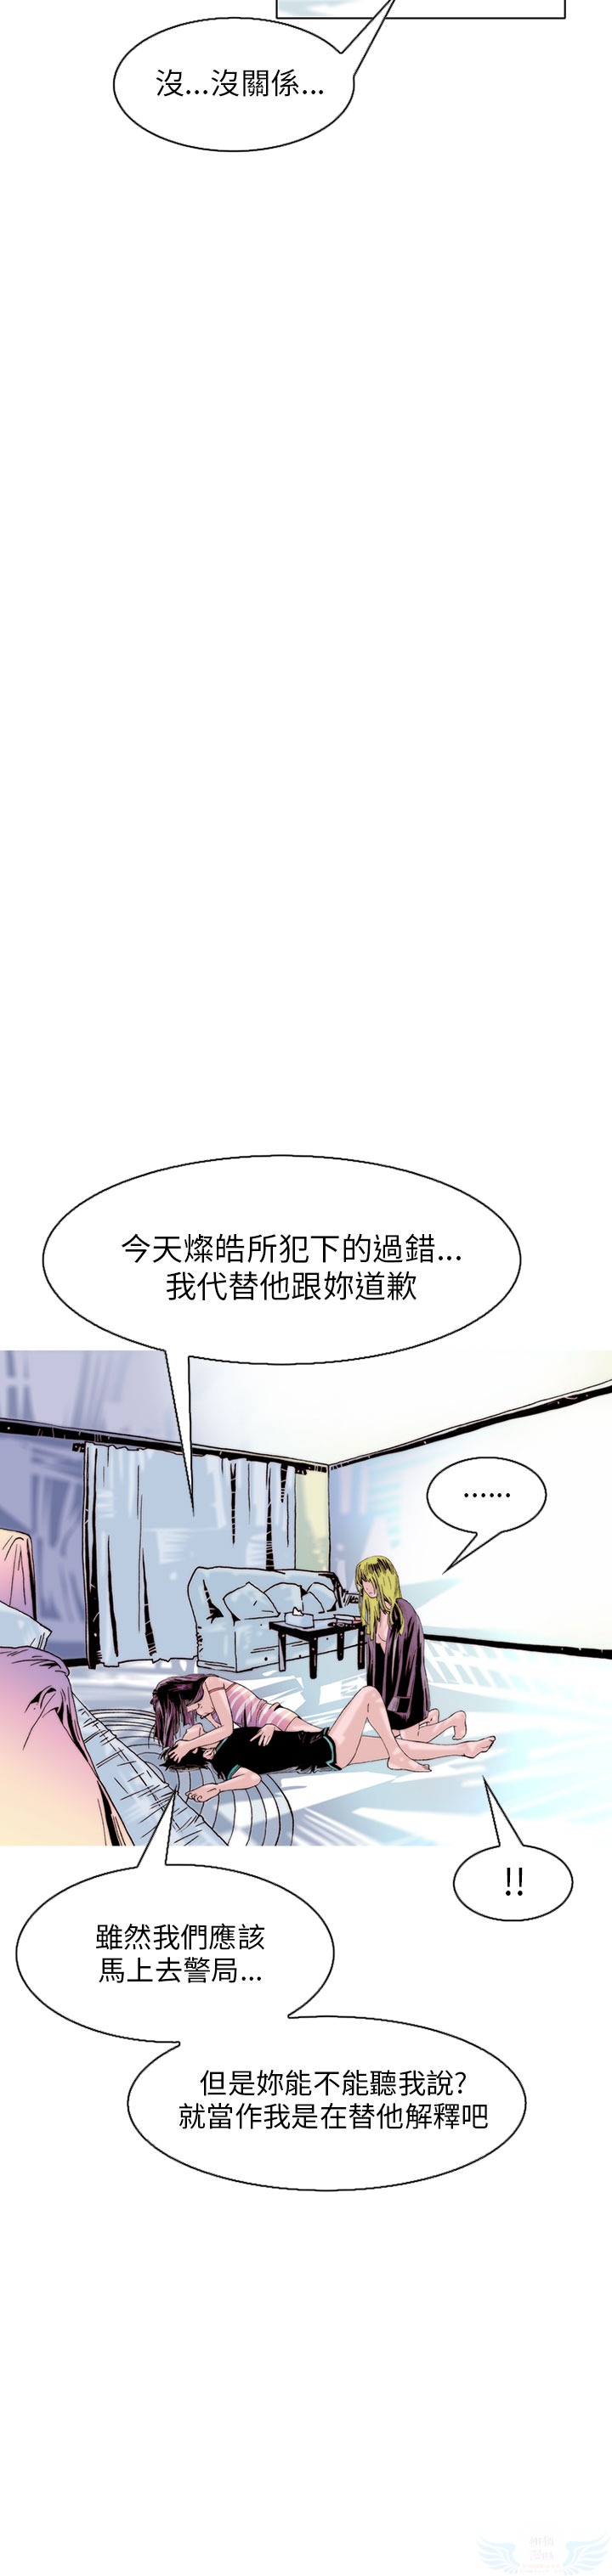 沒...沒關係...
今天燦皓所犯下的過錯...
我代替他跟妳道歉
......
!!
雖然我們應該
馬上去警局...
但是妳能不能聽我說?
就當作我是在替他解釋吧